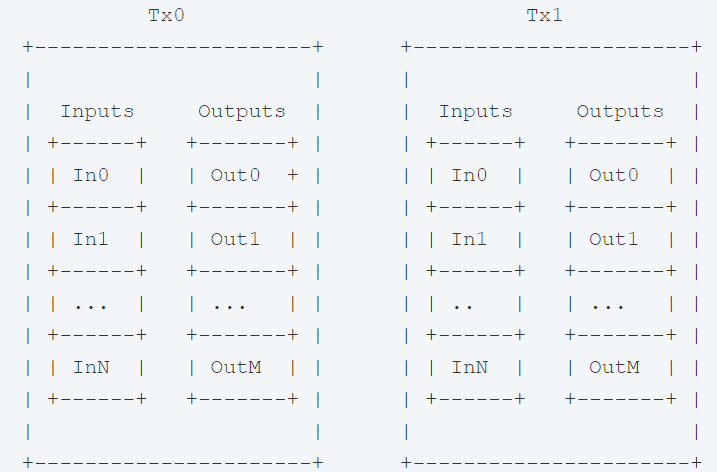 Tx0                           Tx1
+----------------------+      +----------------------+
|                      |      |                      |
|  Inputs     Outputs  |      |  Inputs     Outputs  |
| +------+   +-------+ |      | +------+   +-------+ |
| | In0  |   | Out0  + |      | | In0  |   | Out0  | |
| +------+   +-------+ |      | +------+   +-------+ |
| | In1  |   | Out1  | |      | | In1  |   | Out1  | |
| +------+   +-------+ |      | +------+   +-------+ |
| | ...  |   | ...   | |      | | ..   |   | ...   | |
| +------+   +-------+ |      | +------+   +-------+ |
| | InN  |   | OutM  | |      | | InN  |   | OutM  | |
| +------+   +-------+ |      | +------+   +-------+ |
|                      |      |                      |
+----------------------+      +----------------------+